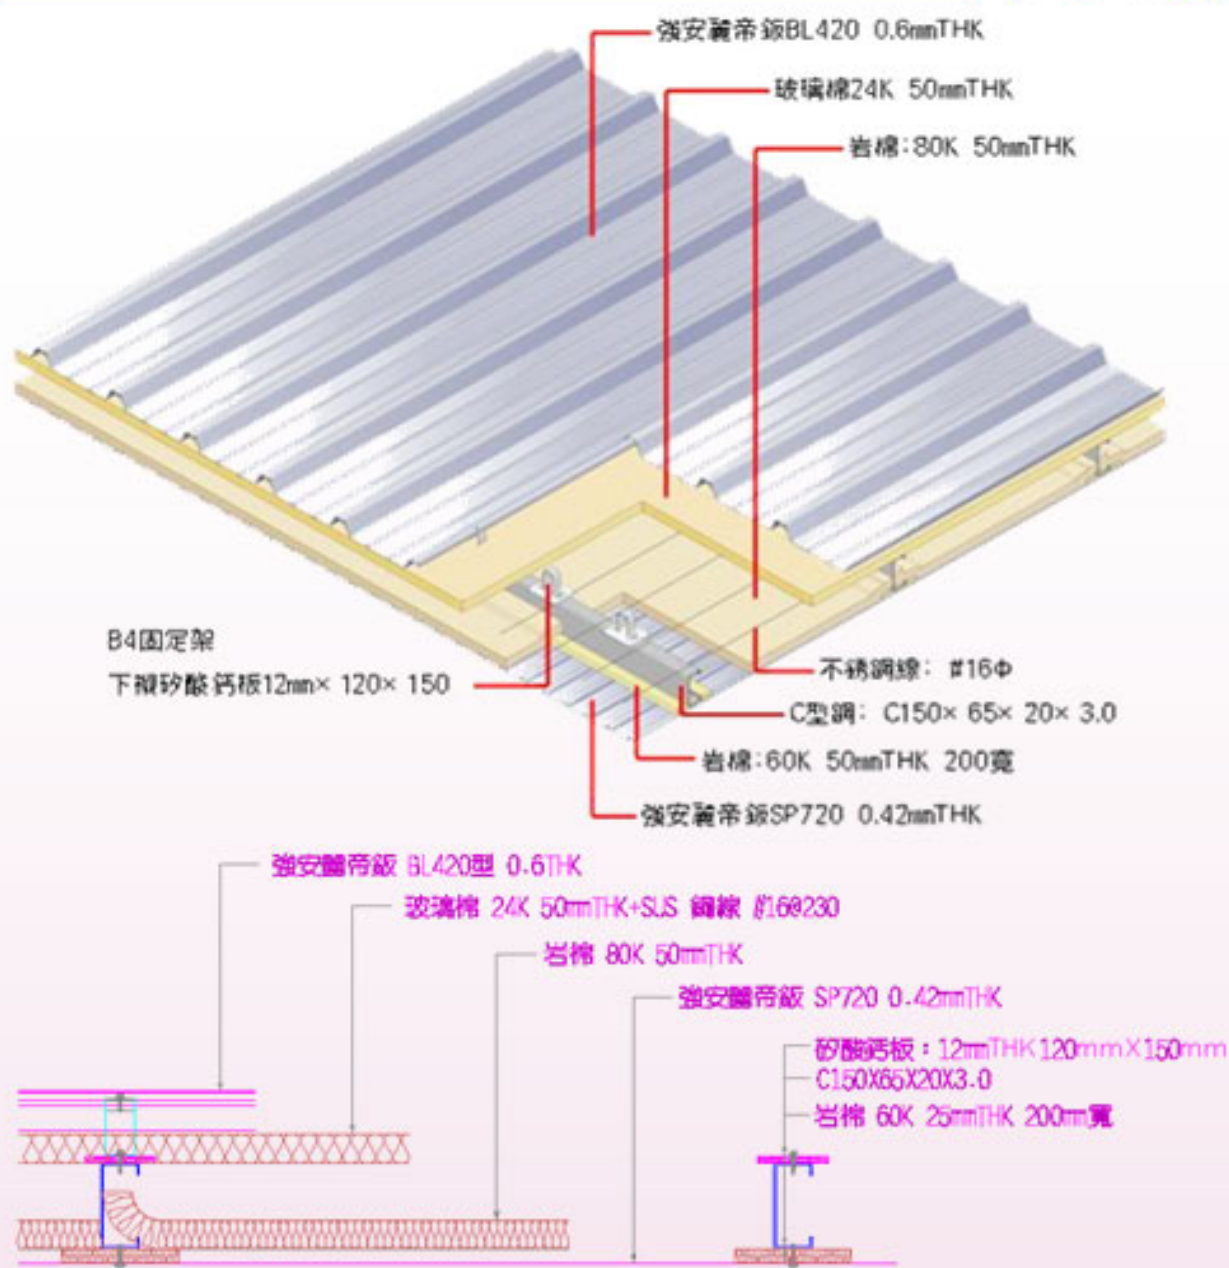 強安麗帝鈑BL420 0.6mmTHK
玻璃棉24K 50mmTHK
岩棉:80K 50mmTHK
B4固定架
下襯矽酸鈣板12mm× 120× 150
不銹鋼線: #16Φ
C型鋼: C150× 65× 20× 3.0
岩棉:60K 50mmTHK 200寬
強安麗帝鈑SP720 0.42mmTHK
強安麗帝鈑 BL420型 0.6THK
玻璃棉 24K 50mmTHK+SUS 鋼線 #16@230
岩棉 80K 50mmTHK
強安麗帝鈑 SP720 0.42mmTHK
矽酸鈣板：12mmTHK120mmX150mm
C150X65X20X3.0
岩棉 60K 25mmTHK 200mm寬